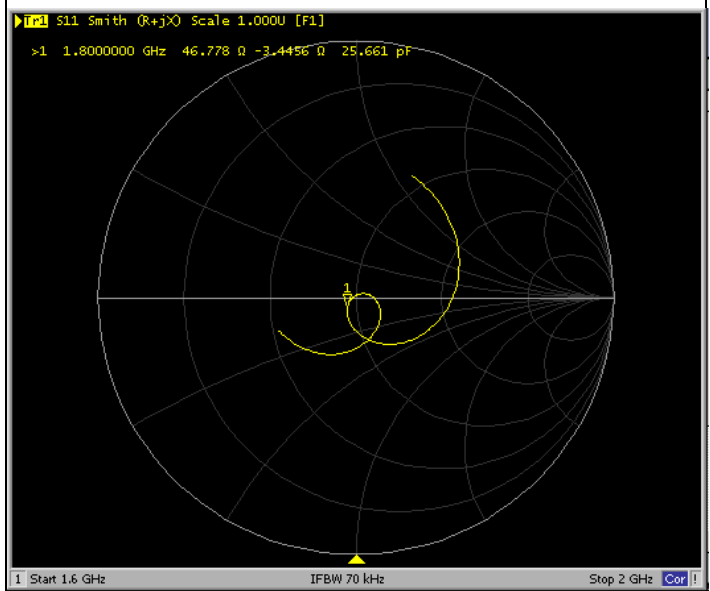 Tr1 S11 Smith (R+jX) Scale 1.000U [F1]
>1 1.8000000 GHz 46.778 Ω -3.4456 Ω 25.661 pF
1
1 Start 1.6 GHz IFBW 70 kHz Stop 2 GHz Cor !